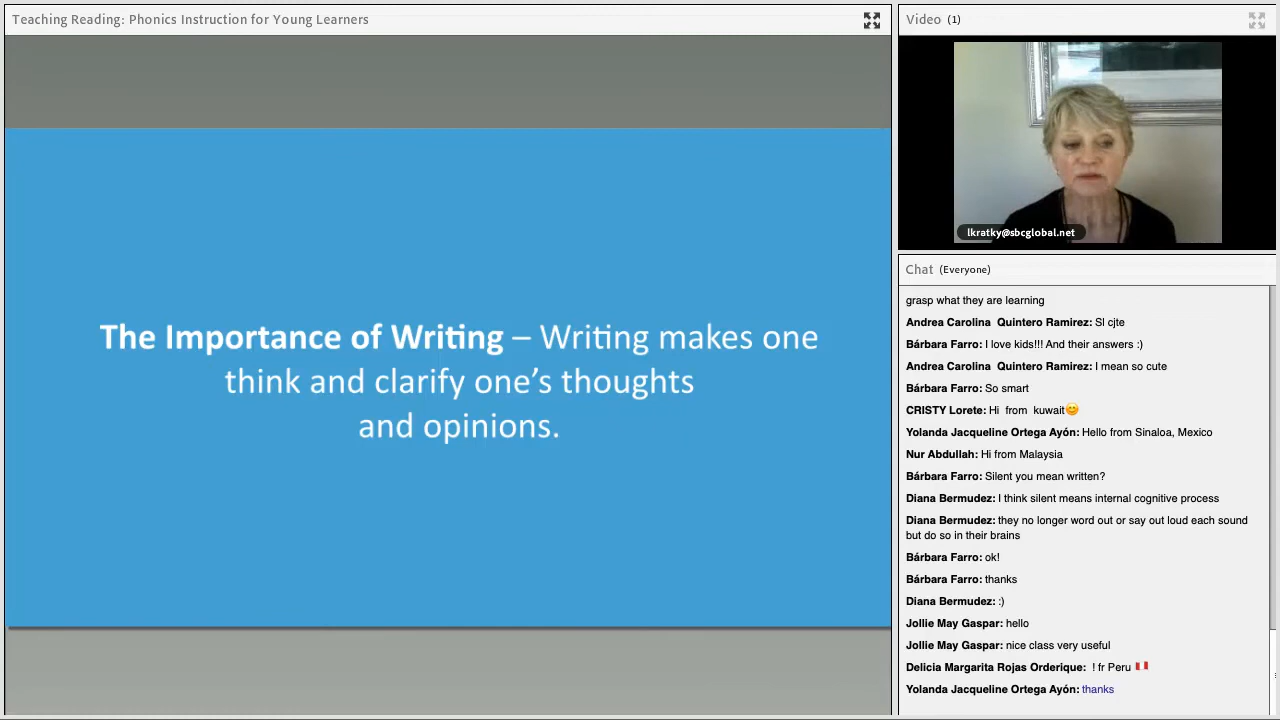 Teaching Reading: Phonics Instruction for Young Learners
The Importance of Writing – Writing makes one
think and clarify one's thoughts
and opinions.
Video (1)
lkratky@sbcglobal.net
Chat (Everyone)
grasp what they are learning
Andrea Carolina Quintero Ramirez: Sl cjte
Bárbara Farro: I love kids!!! And their answers :)
Andrea Carolina Quintero Ramirez: I mean so cute
Bárbara Farro: So smart
CRISTY Lorete: Hi from kuwait😊
Yolanda Jacqueline Ortega Ayón: Hello from Sinaloa, Mexico
Nur Abdullah: Hi from Malaysia
Bárbara Farro: Silent you mean written?
Diana Bermudez: I think silent means internal cognitive process
Diana Bermudez: they no longer word out or say out loud each sound
but do so in their brains
Bárbara Farro: ok!
Bárbara Farro: thanks
Diana Bermudez: :)
Jollie May Gaspar: hello
Jollie May Gaspar: nice class very useful
Delicia Margarita Rojas Orderique: ! fr Peru 🇵🇪
Yolanda Jacqueline Ortega Ayón: thanks